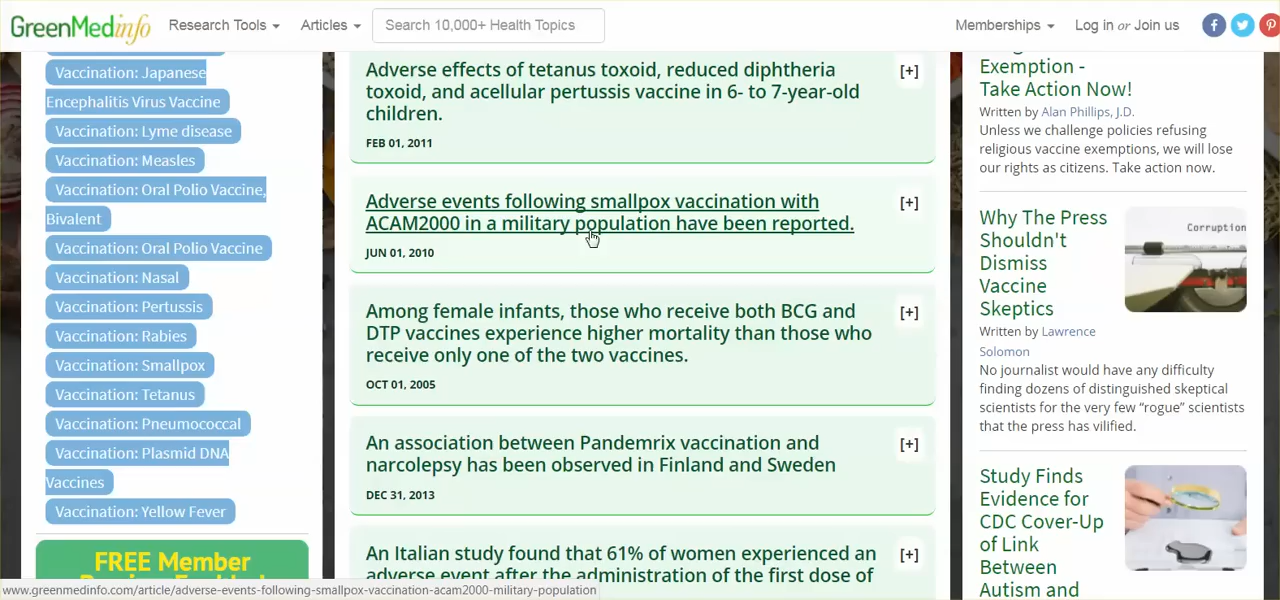 GreenMedinfo
Research Tools
Articles
Search 10,000+ Health Topics
Memberships
Log in or Join us
Vaccination: Japanese
Encephalitis Virus Vaccine
Vaccination: Lyme disease
Vaccination: Measles
Vaccination: Oral Polio Vaccine,
Bivalent
Vaccination: Oral Polio Vaccine
Vaccination: Nasal
Vaccination: Pertussis
Vaccination: Rabies
Vaccination: Smallpox
Vaccination: Tetanus
Vaccination: Pneumococcal
Vaccination: Plasmid DNA
Vaccines
Vaccination: Yellow Fever
FREE Member
Adverse effects of tetanus toxoid, reduced diphtheria
toxoid, and acellular pertussis vaccine in 6- to 7-year-old
children.
[+]
FEB 01, 2011
Adverse events following smallpox vaccination with
ACAM2000 in a military population have been reported.
[+]
JUN 01, 2010
Among female infants, those who receive both BCG and
DTP vaccines experience higher mortality than those who
receive only one of the two vaccines.
[+]
OCT 01, 2005
An association between Pandemrix vaccination and
narcolepsy has been observed in Finland and Sweden
[+]
DEC 31, 2013
An Italian study found that 61% of women experienced an
adverse event after the administration of the first dose of
[+]
Exemption -
Take Action Now!
Written by Alan Phillips, J.D.
Unless we challenge policies refusing
religious vaccine exemptions, we will lose
our rights as citizens. Take action now.
Why The Press
Shouldn't
Dismiss
Vaccine
Skeptics
Corruption
Written by Lawrence
Solomon
No journalist would have any difficulty
finding dozens of distinguished skeptical
scientists for the very few “rogue” scientists
that the press has vilified.
Study Finds
Evidence for
CDC Cover-Up
of Link
Between
Autism and
www.greenmedinfo.com/article/adverse-events-following-smallpox-vaccination-acam2000-military-population